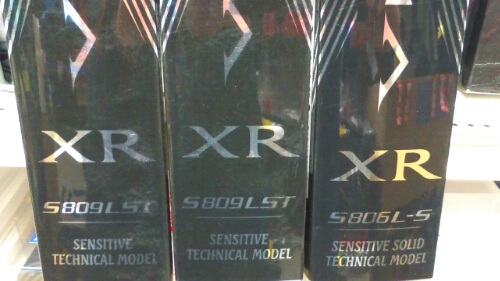 XR
S809LST
SENSITIVE
TECHNICAL MODEL
XR
S809LST
SENSITIVE
TECHNICAL MODEL
XR
S806L-S
SENSITIVE SOLID
TECHNICAL MODEL